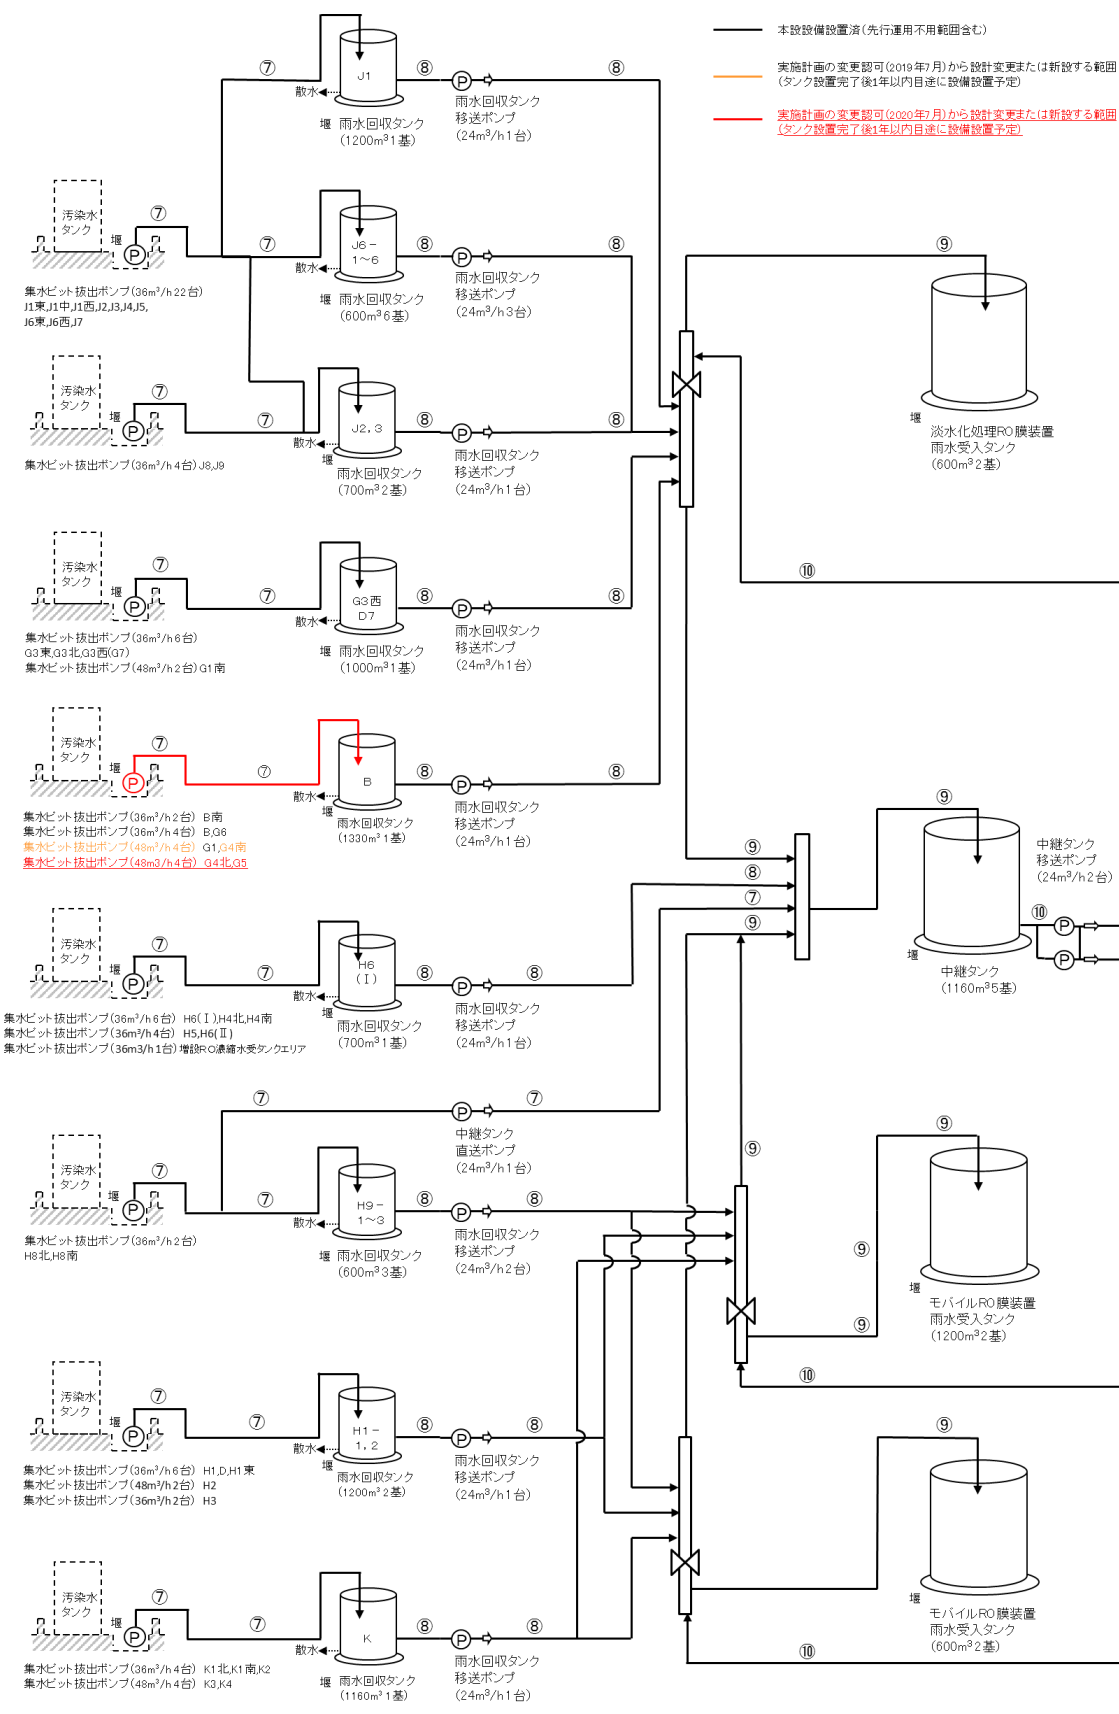 本設設備設置済(先行運用不用範囲含む)
実施計画の変更認可(2019年7月)から設計変更または新設する範囲
(タンク設置完了後1年以内目途に設備設置予定)
実施計画の変更認可(2020年7月)から設計変更または新設する範囲
(タンク設置完了後1年以内目途に設備設置予定)
⑦
J1
⑧
P
⑧
散水
堰 雨水回収タンク
(1200m³1基)
雨水回収タンク
移送ポンプ
(24m³/h1台)
汚染水
タンク
堰
P
⑦
集水ピット抜出ポンプ(36m³/h22台)
J1東,J1中,J1西,J2,J3,J4,J5,
J6東,J6西,J7
⑦
J6-
1~6
⑧
P
⑧
散水
堰 雨水回収タンク
(600m³6基)
雨水回収タンク
移送ポンプ
(24m³/h3台)
⑨
堰
淡水化処理RO膜装置
雨水受入タンク
(600m³2基)
汚染水
タンク
堰
P
⑦
集水ピット抜出ポンプ(36m³/h4台)J8,J9
⑦
J2,3
⑧
P
⑧
散水
堰
雨水回収タンク
(700m³2基)
雨水回収タンク
移送ポンプ
(24m³/h1台)
⑩
汚染水
タンク
堰
P
⑦
集水ピット抜出ポンプ(36m³/h6台)
G3東,G3北,G3西(G7)
集水ピット抜出ポンプ(48m³/h2台)G1南
⑦
G3西
D7
⑧
P
⑧
散水
堰 雨水回収タンク
(1000m³1基)
雨水回収タンク
移送ポンプ
(24m³/h1台)
汚染水
タンク
堰
P
⑦
集水ピット抜出ポンプ(36m³/h2台) B南
集水ピット抜出ポンプ(36m³/h4台) B,G6
集水ピット抜出ポンプ(48m³/h4台) G1,G4南
集水ピット抜出ポンプ(48m3/h4台) G4北,G5
⑦
B
⑧
P
⑧
散水
堰
雨水回収タンク
(1330m³1基)
雨水回収タンク
移送ポンプ
(24m³/h1台)
⑨
⑧
⑦
⑨
⑨
堰
中継タンク
(1160m³5基)
中継タンク
移送ポンプ
(24m³/h2台)
⑩
P
P
汚染水
タンク
堰
P
⑦
集水ピット抜出ポンプ(36m³/h6台) H6(Ⅰ),H4北,H4南
集水ピット抜出ポンプ(36m³/h4台) H5,H6(Ⅱ)
集水ピット抜出ポンプ(36m3/h1台)増設RO濃縮水受タンクエリア
⑦
H6
(Ⅰ)
⑧
P
⑧
散水
堰
雨水回収タンク
(700m³1基)
雨水回収タンク
移送ポンプ
(24m³/h1台)
⑦
P
⑦
中継タンク
直送ポンプ
(24m³/h1台)
汚染水
タンク
堰
P
⑦
集水ピット抜出ポンプ(36m³/h2台)
H8北,H8南
⑦
H9-
1~3
⑧
P
⑧
散水
堰 雨水回収タンク
(600m³3基)
雨水回収タンク
移送ポンプ
(24m³/h2台)
⑨
⑨
⑨
⑨
堰
モバイルRO膜装置
雨水受入タンク
(1200m³2基)
⑩
汚染水
タンク
堰
P
⑦
集水ピット抜出ポンプ(36m³/h6台) H1,D,H1東
集水ピット抜出ポンプ(48m³/h2台) H2
集水ピット抜出ポンプ(36m³/h2台) H3
⑦
H1-
1,2
⑧
P
⑧
散水
堰
雨水回収タンク
(1200m³2基)
雨水回収タンク
移送ポンプ
(24m³/h1台)
⑨
堰
モバイルRO膜装置
雨水受入タンク
(600m³2基)
⑩
汚染水
タンク
堰
P
⑦
集水ピット抜出ポンプ(36m³/h4台) K1北,K1南,K2
集水ピット抜出ポンプ(48m³/h4台) K3,K4
⑦
K
⑧
P
⑧
散水
堰 雨水回収タンク
(1160m³1基)
雨水回収タンク
移送ポンプ
(24m³/h1台)